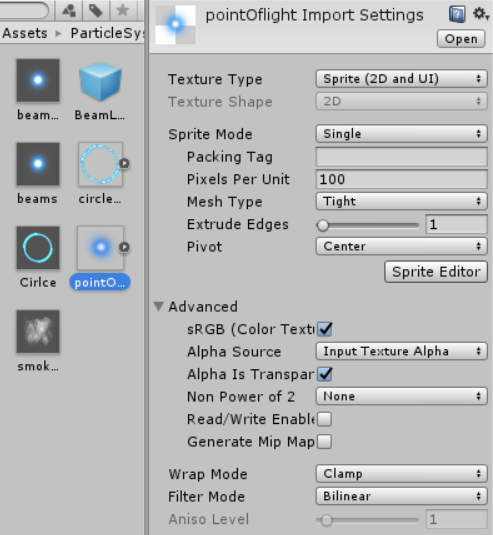 Assets ▸ ParticleSy
beam...
BeamL...
beams
circle...
Cirlce
pointO...
smok...
pointOflight Import Settings
Open
Texture Type Sprite (2D and UI)
Texture Shape 2D
Sprite Mode Single
Packing Tag
Pixels Per Unit 100
Mesh Type Tight
Extrude Edges 1
Pivot Center
Sprite Editor
Advanced
sRGB (Color Text
Alpha Source Input Texture Alpha
Alpha Is Transpar
Non Power of 2 None
Read/Write Enabl
Generate Mip Map
Wrap Mode Clamp
Filter Mode Bilinear
Aniso Level 1